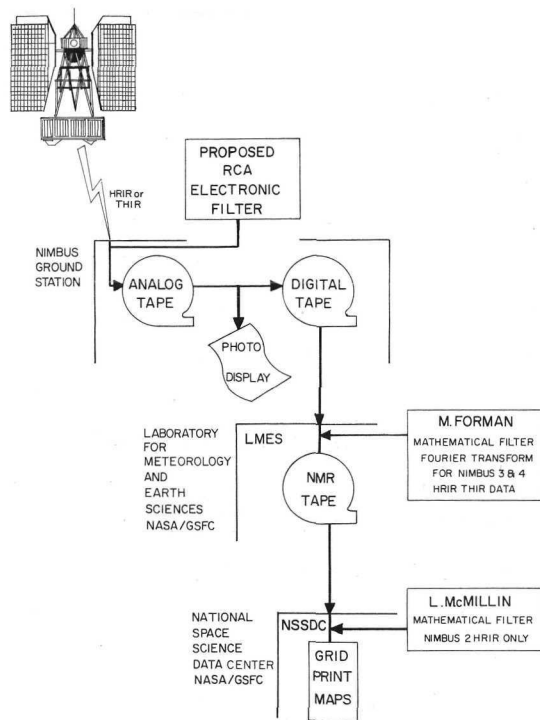 HRIR or
THIR
PROPOSED
RCA
ELECTRONIC
FILTER
NIMBUS
GROUND
STATION
ANALOG
TAPE
DIGITAL
TAPE
PHOTO
DISPLAY
LABORATORY
FOR
METEOROLOGY
AND
EARTH
SCIENCES
NASA/GSFC
LMES
NMR
TAPE
M. FORMAN
MATHEMATICAL FILTER
FOURIER TRANSFORM
FOR NIMBUS 3 & 4
HRIR THIR DATA
NATIONAL
SPACE
SCIENCE
DATA CENTER
NASA/GSFC
NSSDC
GRID
PRINT
MAPS
L. McMILLIN
MATHEMATICAL FILTER
NIMBUS 2 HRIR ONLY